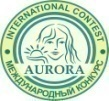 INTERNATIONAL CONTEST
AURORA
МЕЖДУНАРОДНЫЙ КОНКУРС